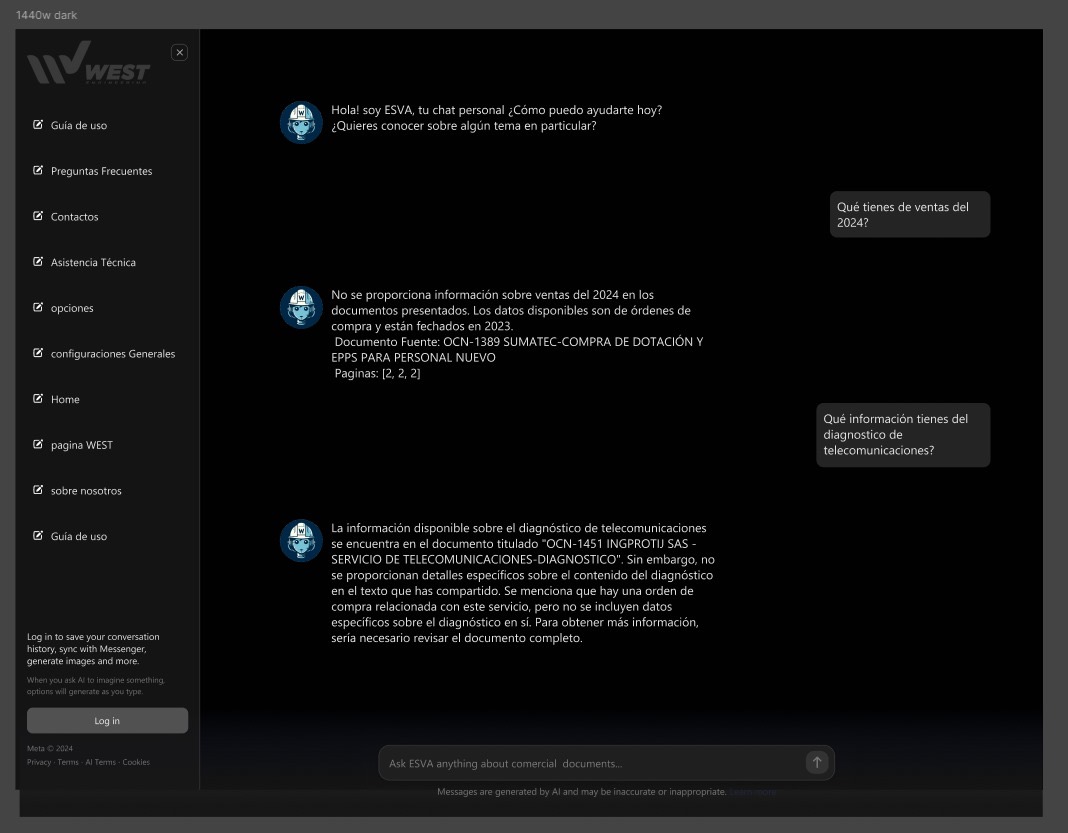 1440w dark
WEST
Guía de uso
Preguntas Frecuentes
Contactos
Asistencia Técnica
opciones
configuraciones Generales
Home
pagina WEST
sobre nosotros
Guía de uso
Log in to save your conversation
history, sync with Messenger,
generate images and more.
When you ask AI to imagine something,
options will generate as you type.
Log in
Meta © 2024
Privacy · Terms · AI Terms · Cookies
Hola! soy ESVA, tu chat personal ¿Cómo puedo ayudarte hoy?
¿Quieres conocer sobre algún tema en particular?
Qué tienes de ventas del
2024?
No se proporciona información sobre ventas del 2024 en los
documentos presentados. Los datos disponibles son de órdenes de
compra y están fechados en 2023.
Documento Fuente: OCN-1389 SUMATEC-COMPRA DE DOTACIÓN Y
EPPS PARA PERSONAL NUEVO
Paginas: [2, 2, 2]
Qué información tienes del
diagnostico de
telecomunicaciones?
La información disponible sobre el diagnóstico de telecomunicaciones
se encuentra en el documento titulado "OCN-1451 INGPROTIJ SAS -
SERVICIO DE TELECOMUNICACIONES-DIAGNOSTICO". Sin embargo, no
se proporcionan detalles específicos sobre el contenido del diagnóstico
en el texto que has compartido. Se menciona que hay una orden de
compra relacionada con este servicio, pero no se incluyen datos
específicos sobre el diagnóstico en sí. Para obtener más información,
sería necesario revisar el documento completo.
Ask ESVA anything about comercial documents...
Messages are generated by AI and may be inaccurate or inappropriate. Learn more